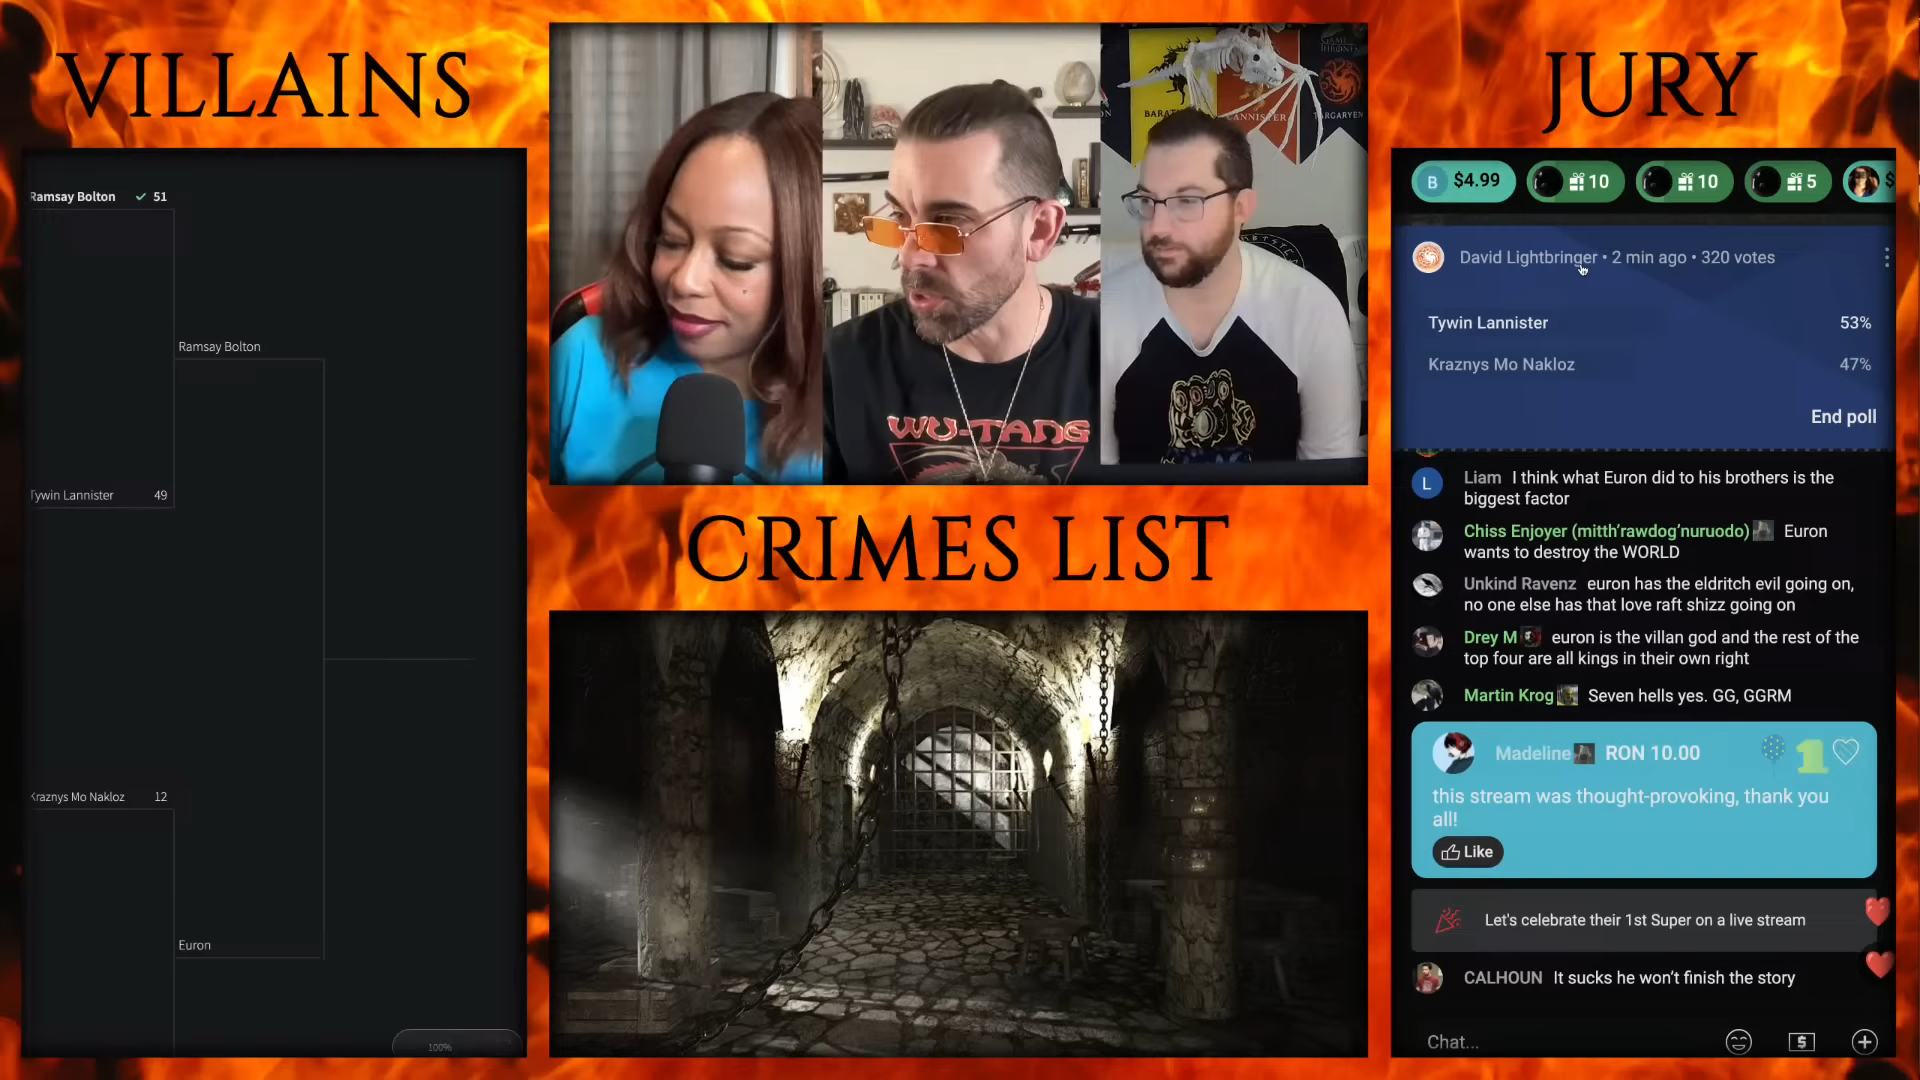 VILLAINS
Ramsay Bolton ✓ 51
Ramsay Bolton
Tywin Lannister 49
Kraznys Mo Nakloz 12
Euron
100%
GAME
THRONES
BARAT
CANNISTER
TARGARYEN
WU-TANG
CRIMES LIST
JURY
B $4.99
10
10
5
$
David Lightbringer • 2 min ago • 320 votes
Tywin Lannister 53%
Kraznys Mo Nakloz 47%
End poll
L Liam I think what Euron did to his brothers is the
biggest factor
Chiss Enjoyer (mitth'rawdog'nuruodo) Euron
wants to destroy the WORLD
Unkind Ravenz euron has the eldritch evil going on,
no one else has that love raft shizz going on
Drey M euron is the villan god and the rest of the
top four are all kings in their own right
Martin Krog Seven hells yes. GG, GGRM
Madeline RON 10.00
1
this stream was thought-provoking, thank you
all!
Like
Let's celebrate their 1st Super on a live stream
CALHOUN It sucks he won't finish the story
Chat...